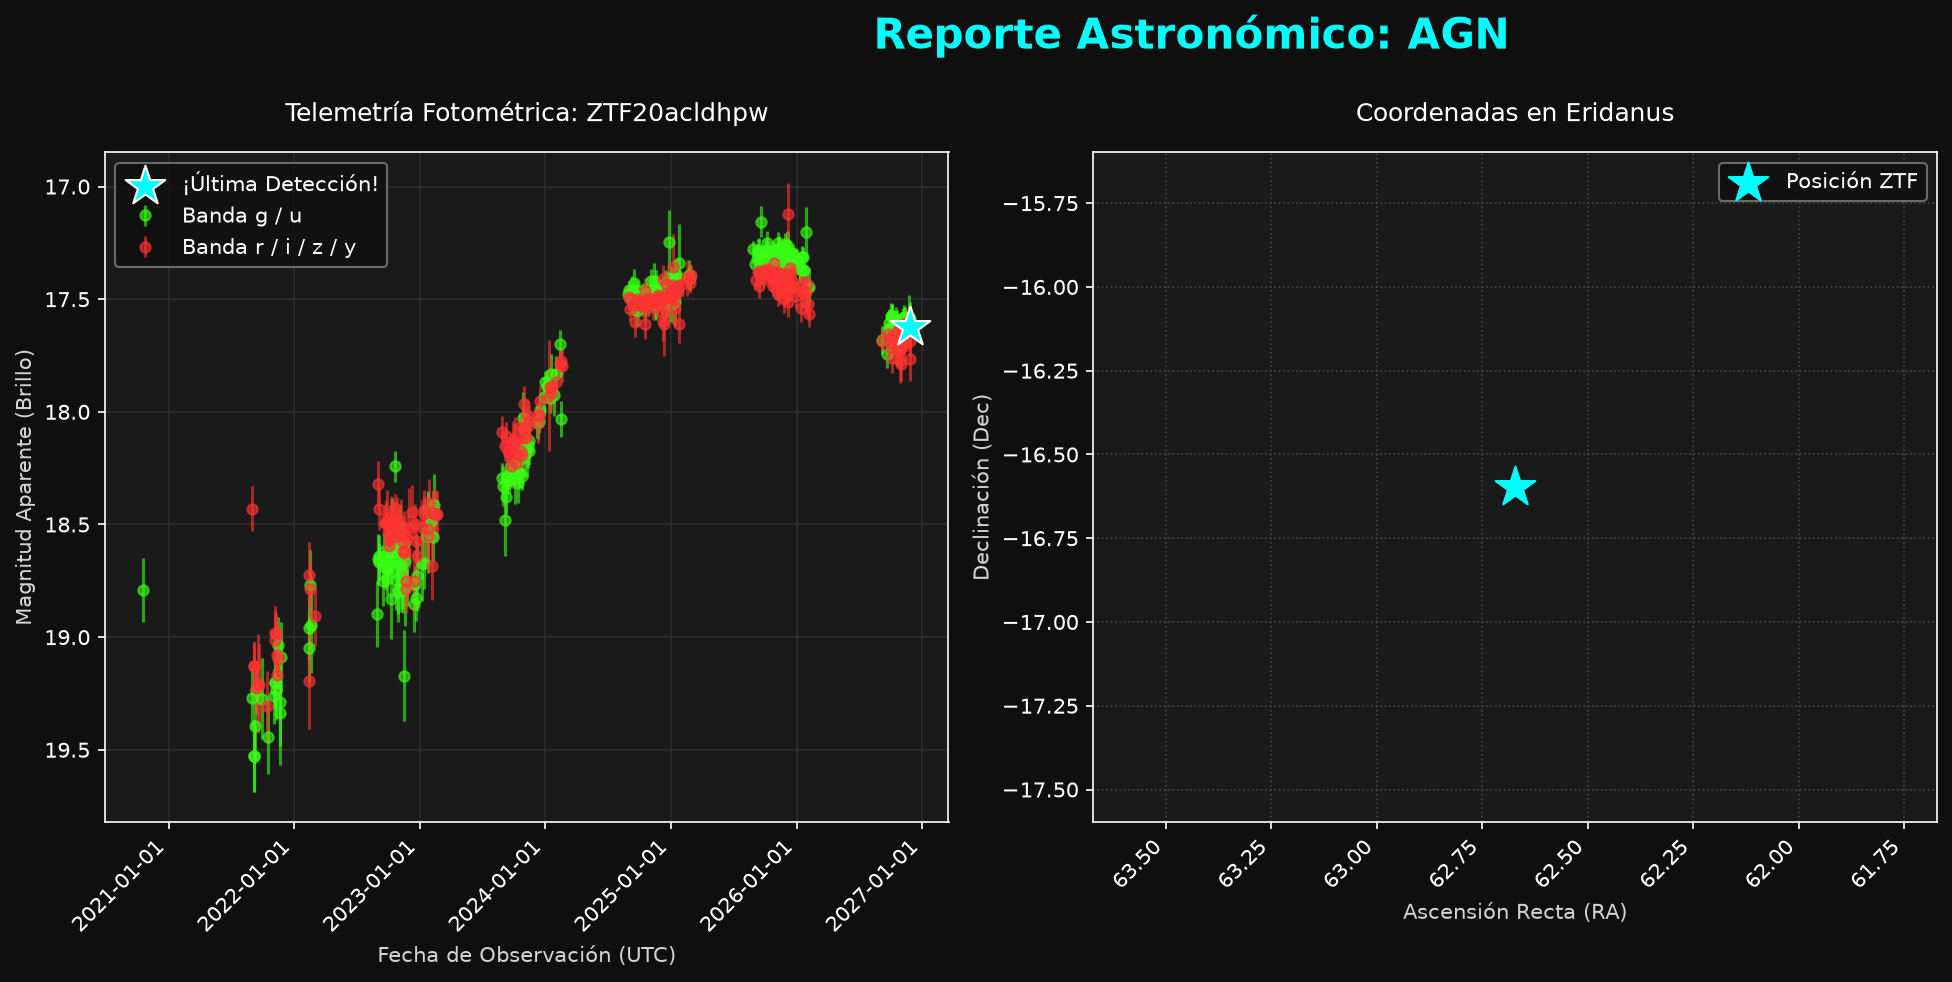 Reporte Astronómico: AGN
Telemetría Fotométrica: ZTF20acldhpw
¡Última Detección!
Banda g / u
Banda r / i / z / y
Magnitud Aparente (Brillo)
17.0
17.5
18.0
18.5
19.0
19.5
2021-01-01
2022-01-01
2023-01-01
2024-01-01
2025-01-01
2026-01-01
2027-01-01
Fecha de Observación (UTC)
Coordenadas en Eridanus
Posición ZTF
Declinación (Dec)
−15.75
−16.00
−16.25
−16.50
−16.75
−17.00
−17.25
−17.50
63.50
63.25
63.00
62.75
62.50
62.25
62.00
61.75
Ascensión Recta (RA)